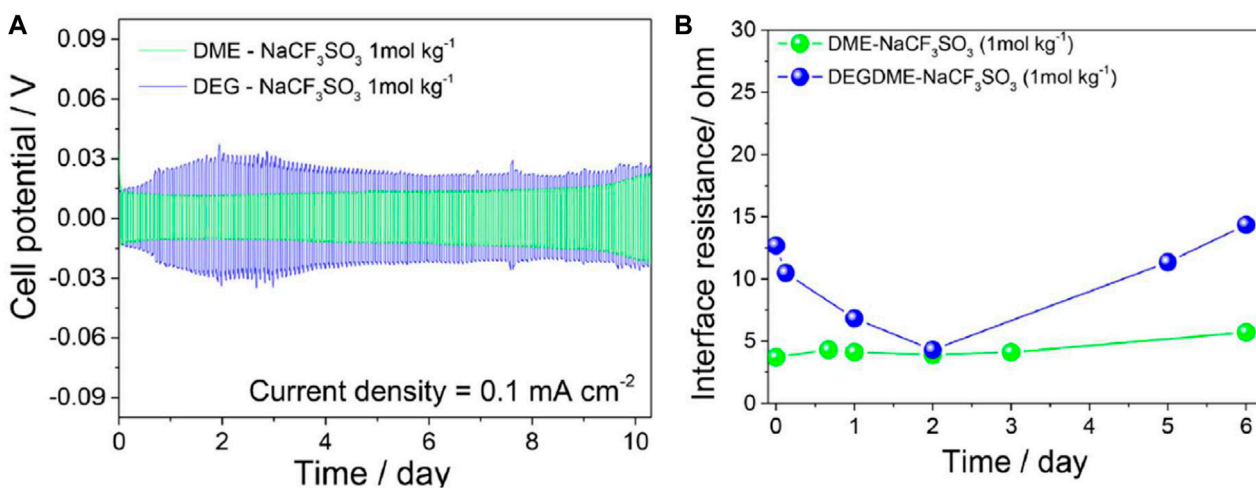 A
Cell potential / V
0.09
0.06
0.03
0.00
-0.03
-0.06
-0.09
DME - NaCF₃SO₃ 1mol kg⁻¹
DEG - NaCF₃SO₃ 1mol kg⁻¹
Current density = 0.1 mA cm⁻²
0 2 4 6 8 10
Time / day
B
Interface resistance/ ohm
30
25
20
15
10
5
0
DME-NaCF₃SO₃ (1mol kg⁻¹)
DEGDME-NaCF₃SO₃ (1mol kg⁻¹)
0 1 2 3 4 5 6
Time / day